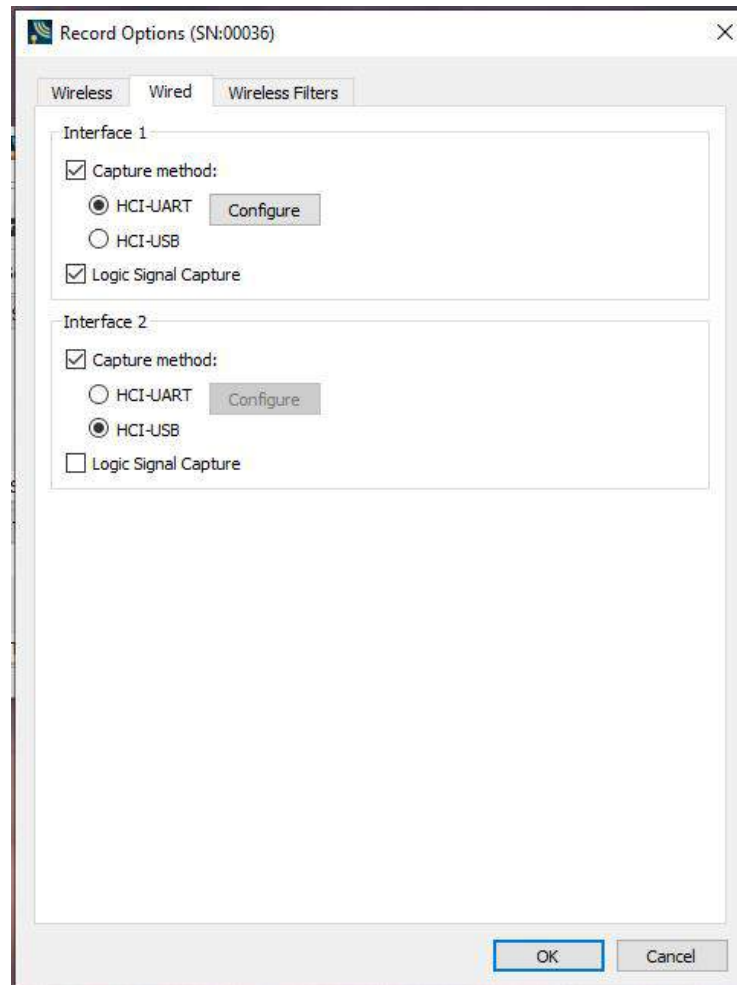 Record Options (SN:00036)
Wireless Wired Wireless Filters
Interface 1
Capture method:
HCI-UART Configure
HCI-USB
Logic Signal Capture
Interface 2
Capture method:
HCI-UART Configure
HCI-USB
Logic Signal Capture
OK Cancel